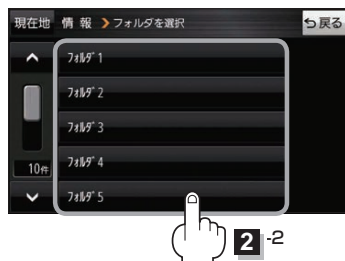 現在地 情 報 フォルダを選択 戻る
ﾌｫﾙﾀﾞ 1
ﾌｫﾙﾀﾞ 2
ﾌｫﾙﾀﾞ 3
ﾌｫﾙﾀﾞ 4
10件
ﾌｫﾙﾀﾞ 5
2 -2